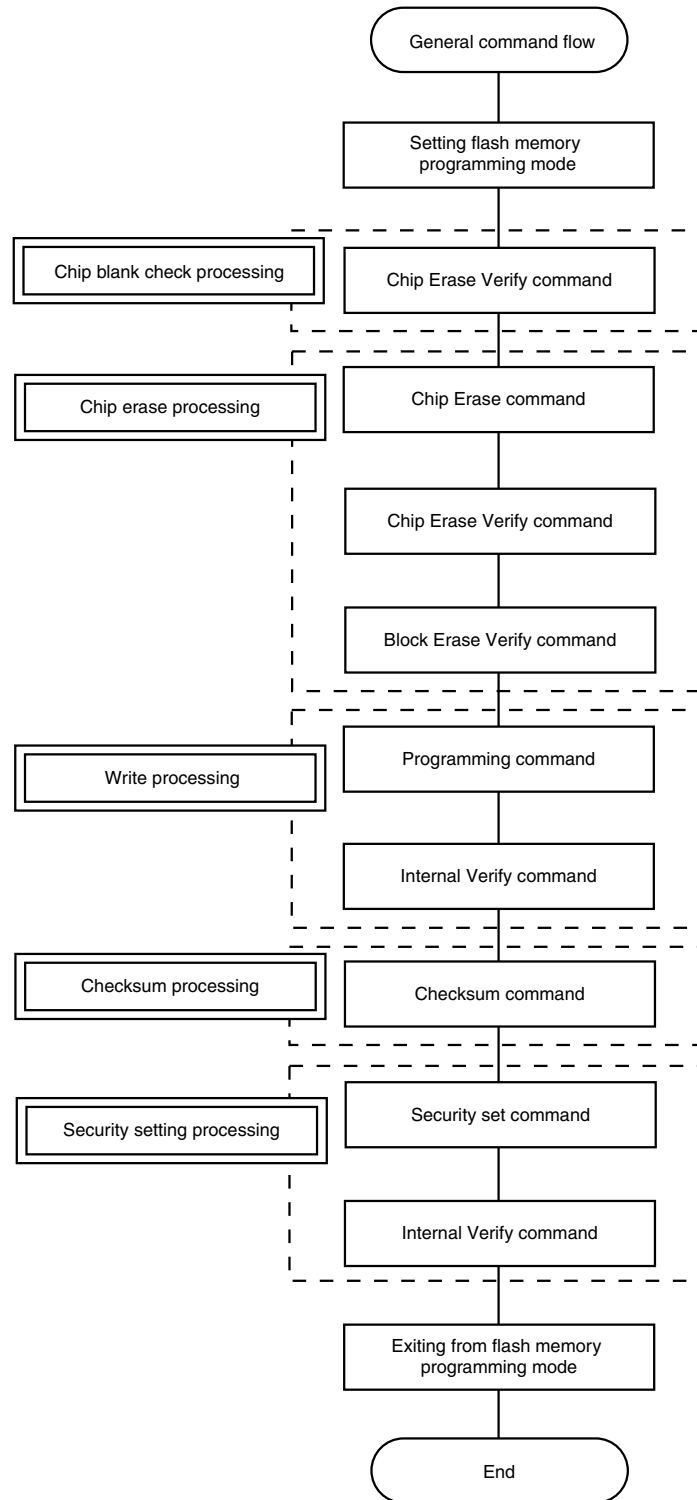 General command flow
Setting flash memory
programming mode
Chip blank check processing
Chip Erase Verify command
Chip erase processing
Chip Erase command
Chip Erase Verify command
Block Erase Verify command
Write processing
Programming command
Internal Verify command
Checksum processing
Checksum command
Security setting processing
Security set command
Internal Verify command
Exiting from flash memory
programming mode
End